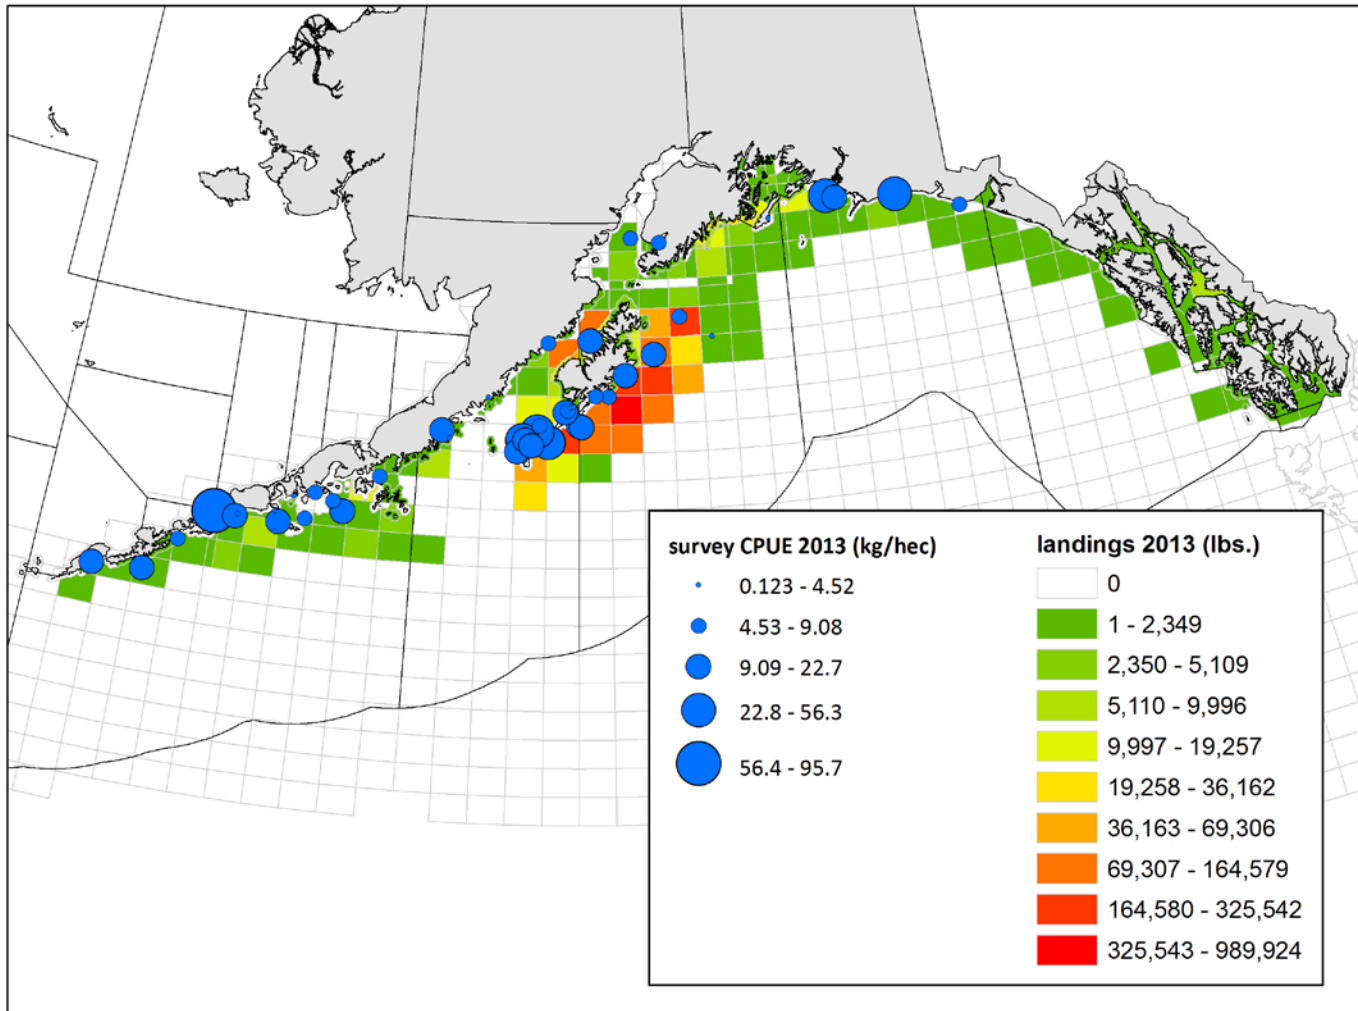 survey CPUE 2013 (kg/hec)
0.123 - 4.52
4.53 - 9.08
9.09 - 22.7
22.8 - 56.3
56.4 - 95.7
landings 2013 (lbs.)
0
1 - 2,349
2,350 - 5,109
5,110 - 9,996
9,997 - 19,257
19,258 - 36,162
36,163 - 69,306
69,307 - 164,579
164,580 - 325,542
325,543 - 989,924